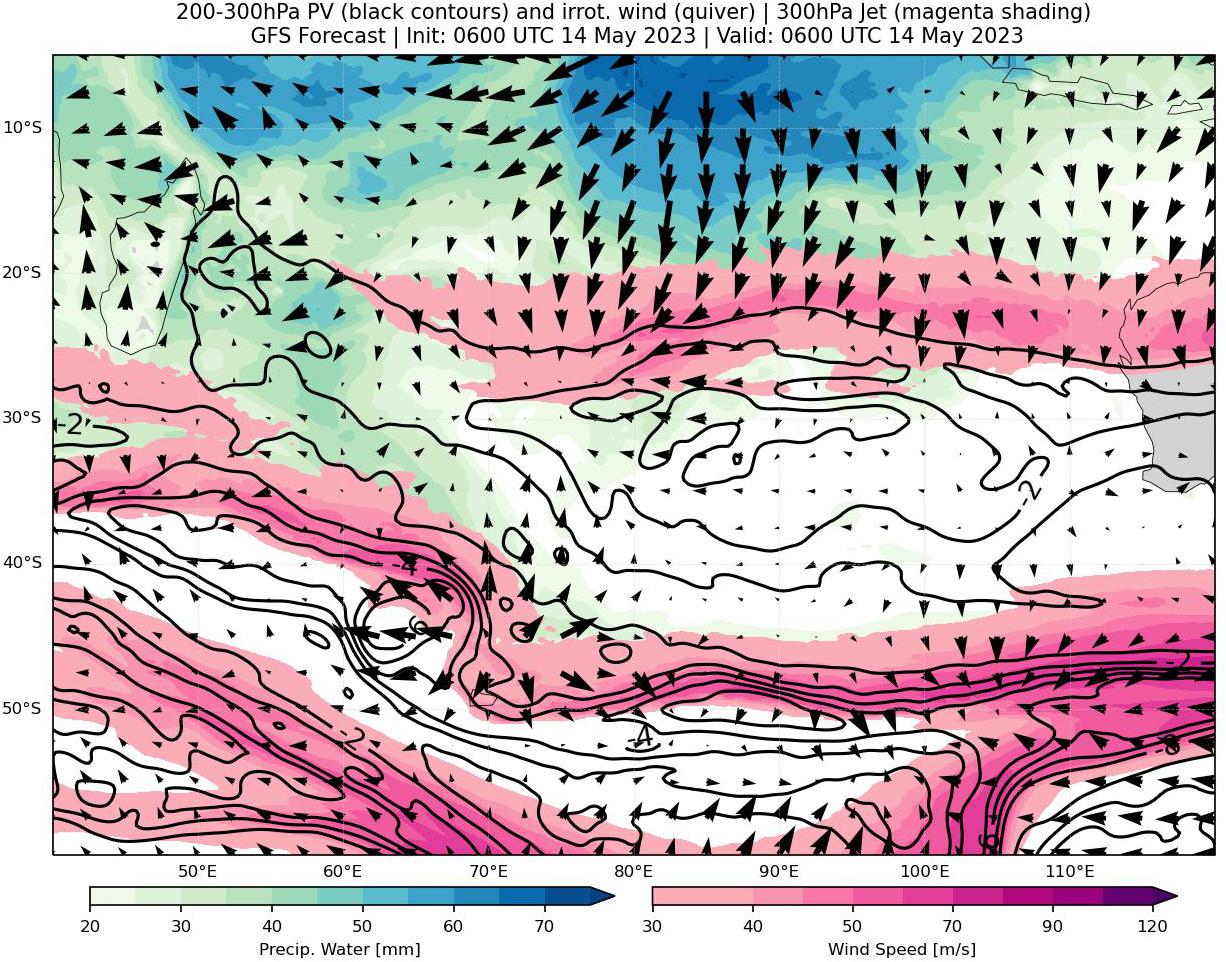 200-300hPa PV (black contours) and irrot. wind (quiver) | 300hPa Jet (magenta shading)
GFS Forecast | Init: 0600 UTC 14 May 2023 | Valid: 0600 UTC 14 May 2023
10°S
20°S
-2
30°S
-2
40°S
-4
-6
-2
50°S
-4
-2
-8
50°E 60°E 70°E 80°E 90°E 100°E 110°E
20 30 40 50 60 70
30 40 50 70 90 120
Precip. Water [mm]
Wind Speed [m/s]